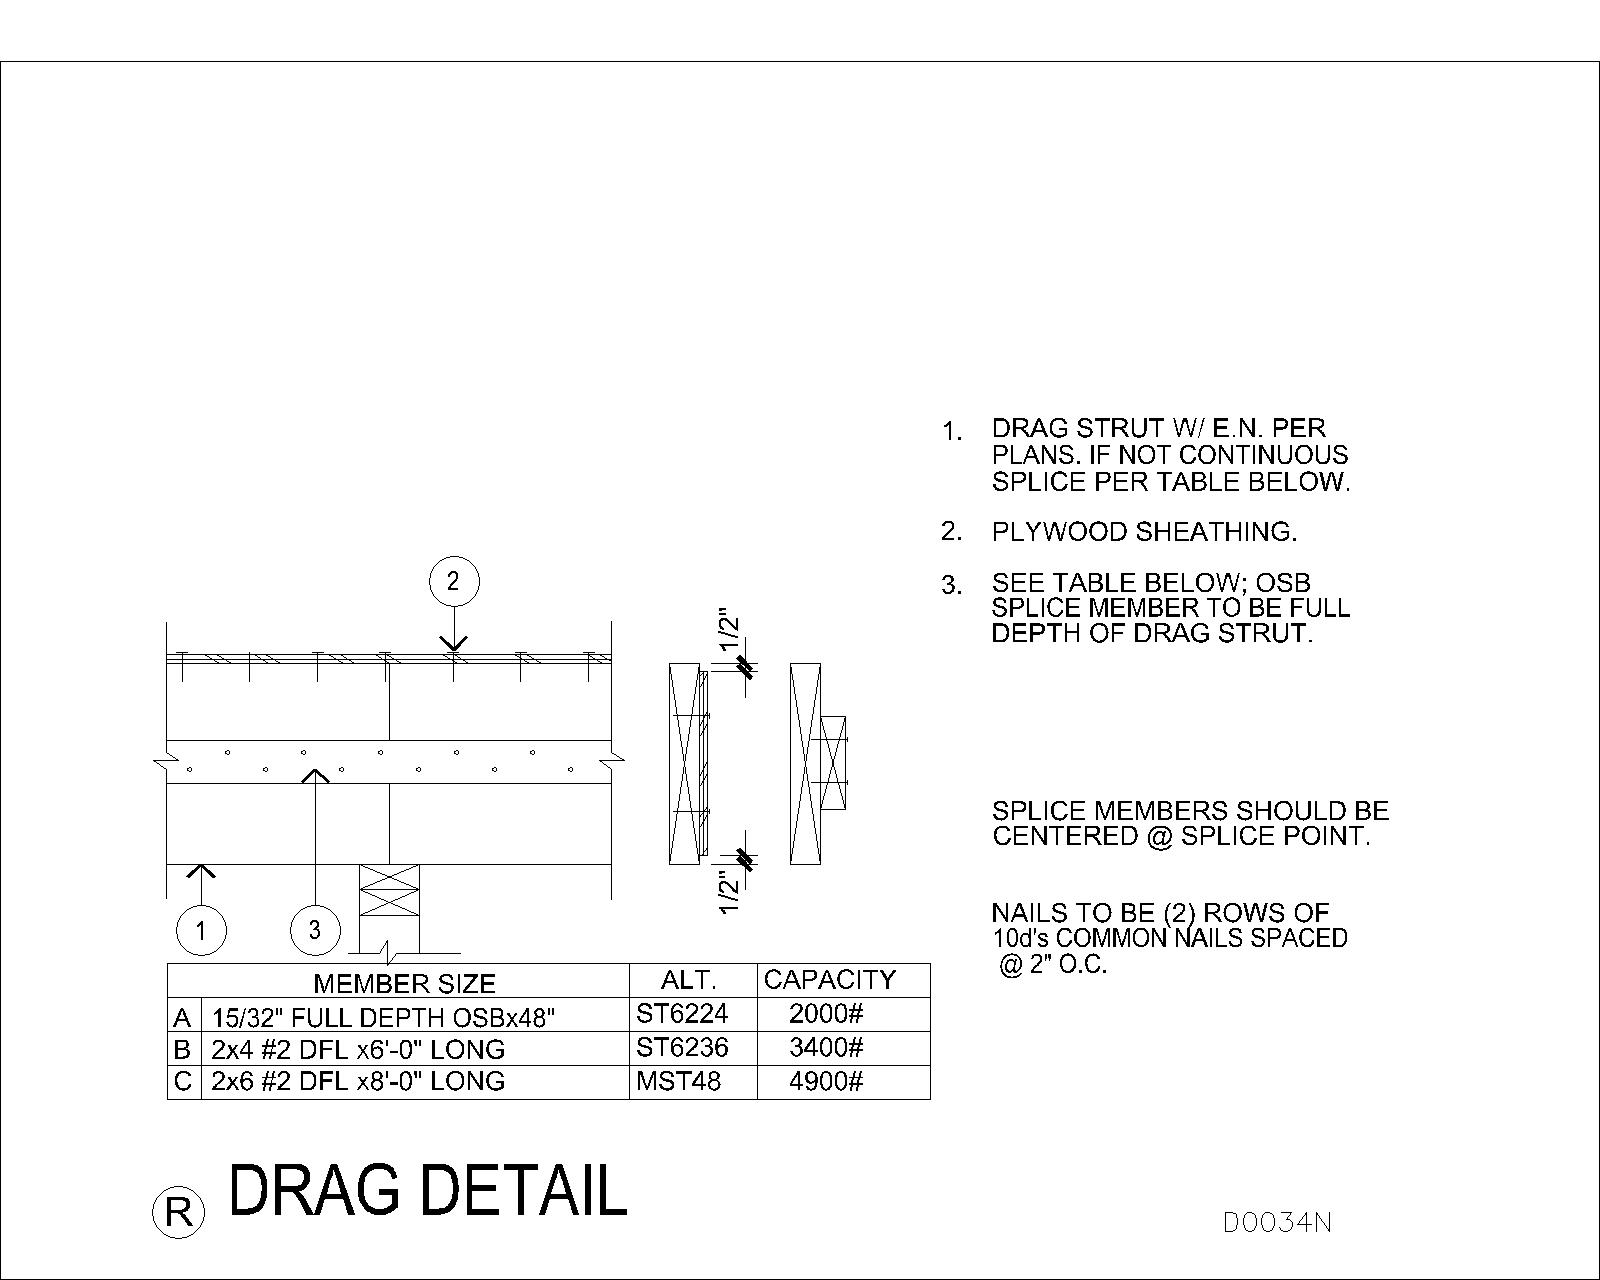 1. DRAG STRUT W/ E.N. PER
PLANS. IF NOT CONTINUOUS
SPLICE PER TABLE BELOW.
2. PLYWOOD SHEATHING.
3. SEE TABLE BELOW; OSB
SPLICE MEMBER TO BE FULL
DEPTH OF DRAG STRUT.
2
1/2"
1/2"
1
3
SPLICE MEMBERS SHOULD BE
CENTERED @ SPLICE POINT.
NAILS TO BE (2) ROWS OF
10d's COMMON NAILS SPACED
@ 2" O.C.
MEMBER SIZE ALT. CAPACITY
A 15/32" FULL DEPTH OSBx48" ST6224 2000#
B 2x4 #2 DFL x6'-0" LONG ST6236 3400#
C 2x6 #2 DFL x8'-0" LONG MST48 4900#
R DRAG DETAIL
D0034N